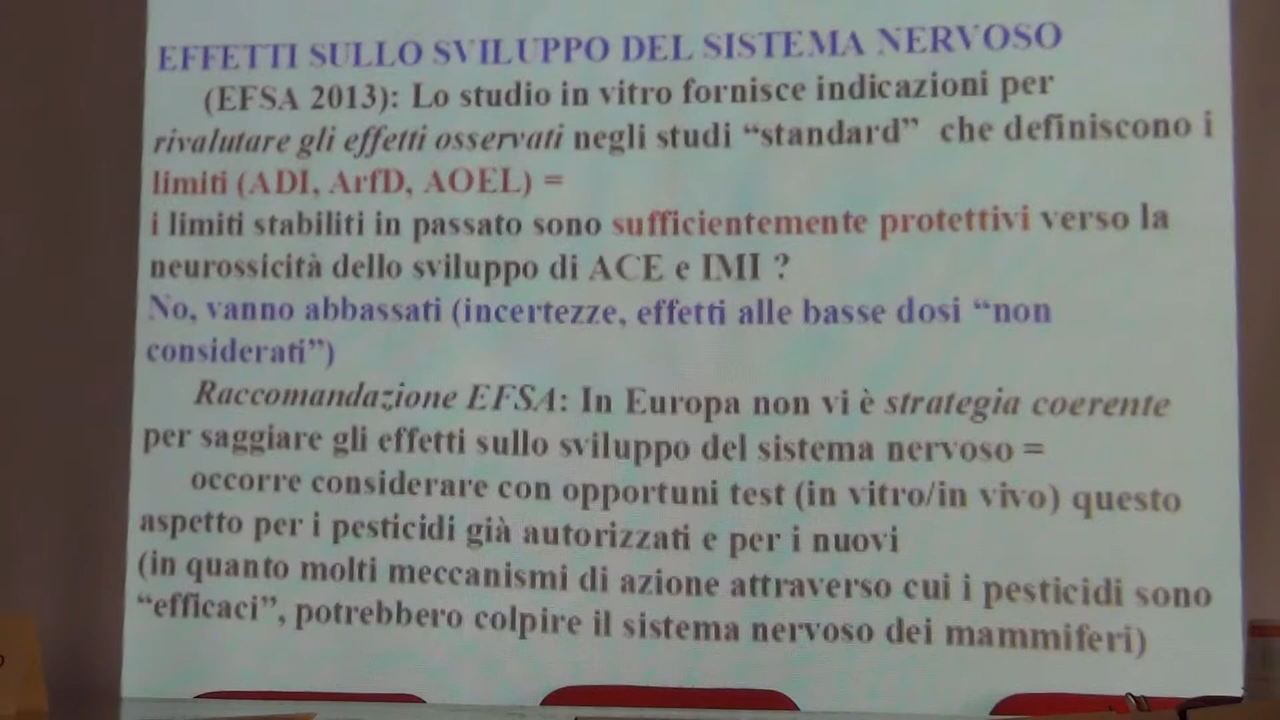 EFFETTI SULLO SVILUPPO DEL SISTEMA NERVOSO
(EFSA 2013): Lo studio in vitro fornisce indicazioni per
rivalutare gli effetti osservati negli studi “standard” che definiscono i
limiti (ADI, ArfD, AOEL) =
i limiti stabiliti in passato sono sufficientemente protettivi verso la
neurossicità dello sviluppo di ACE e IMI ?
No, vanno abbassati (incertezze, effetti alle basse dosi “non
considerati”)
Raccomandazione EFSA: In Europa non vi è strategia coerente
per saggiare gli effetti sullo sviluppo del sistema nervoso =
occorre considerare con opportuni test (in vitro/in vivo) questo
aspetto per i pesticidi già autorizzati e per i nuovi
(in quanto molti meccanismi di azione attraverso cui i pesticidi sono
“efficaci”, potrebbero colpire il sistema nervoso dei mammiferi)